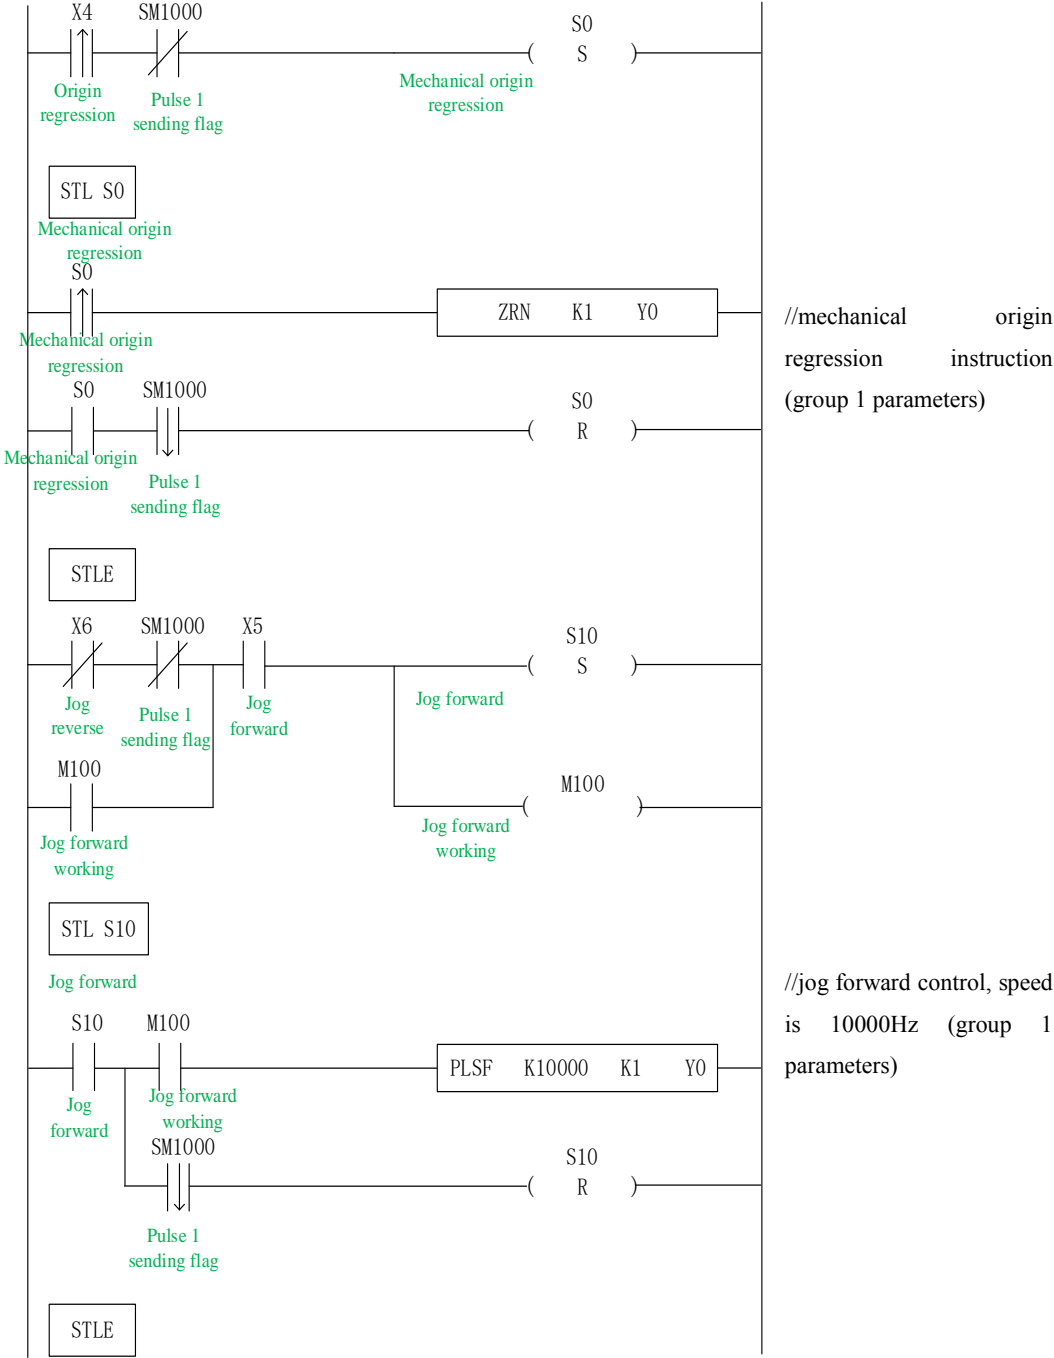 X4 SM1000 S0
( S )
Origin
regression
Pulse 1
sending flag
Mechanical origin
regression
STL S0
Mechanical origin
regression
S0
ZRN K1 Y0
Mechanical origin
regression
//mechanical origin
regression instruction
(group 1 parameters)
S0 SM1000 S0
( R )
Mechanical origin
regression
Pulse 1
sending flag
STLE
X6 SM1000 X5 S10
( S )
Jog
reverse
Pulse 1
sending flag
Jog
forward
Jog forward
M100 M100
( )
Jog forward
working
Jog forward
working
STL S10
Jog forward
//jog forward control, speed
is 10000Hz (group 1
parameters)
S10 M100
PLSF K10000 K1 Y0
Jog
forward
Jog forward
working
SM1000 S10
( R )
Pulse 1
sending flag
STLE